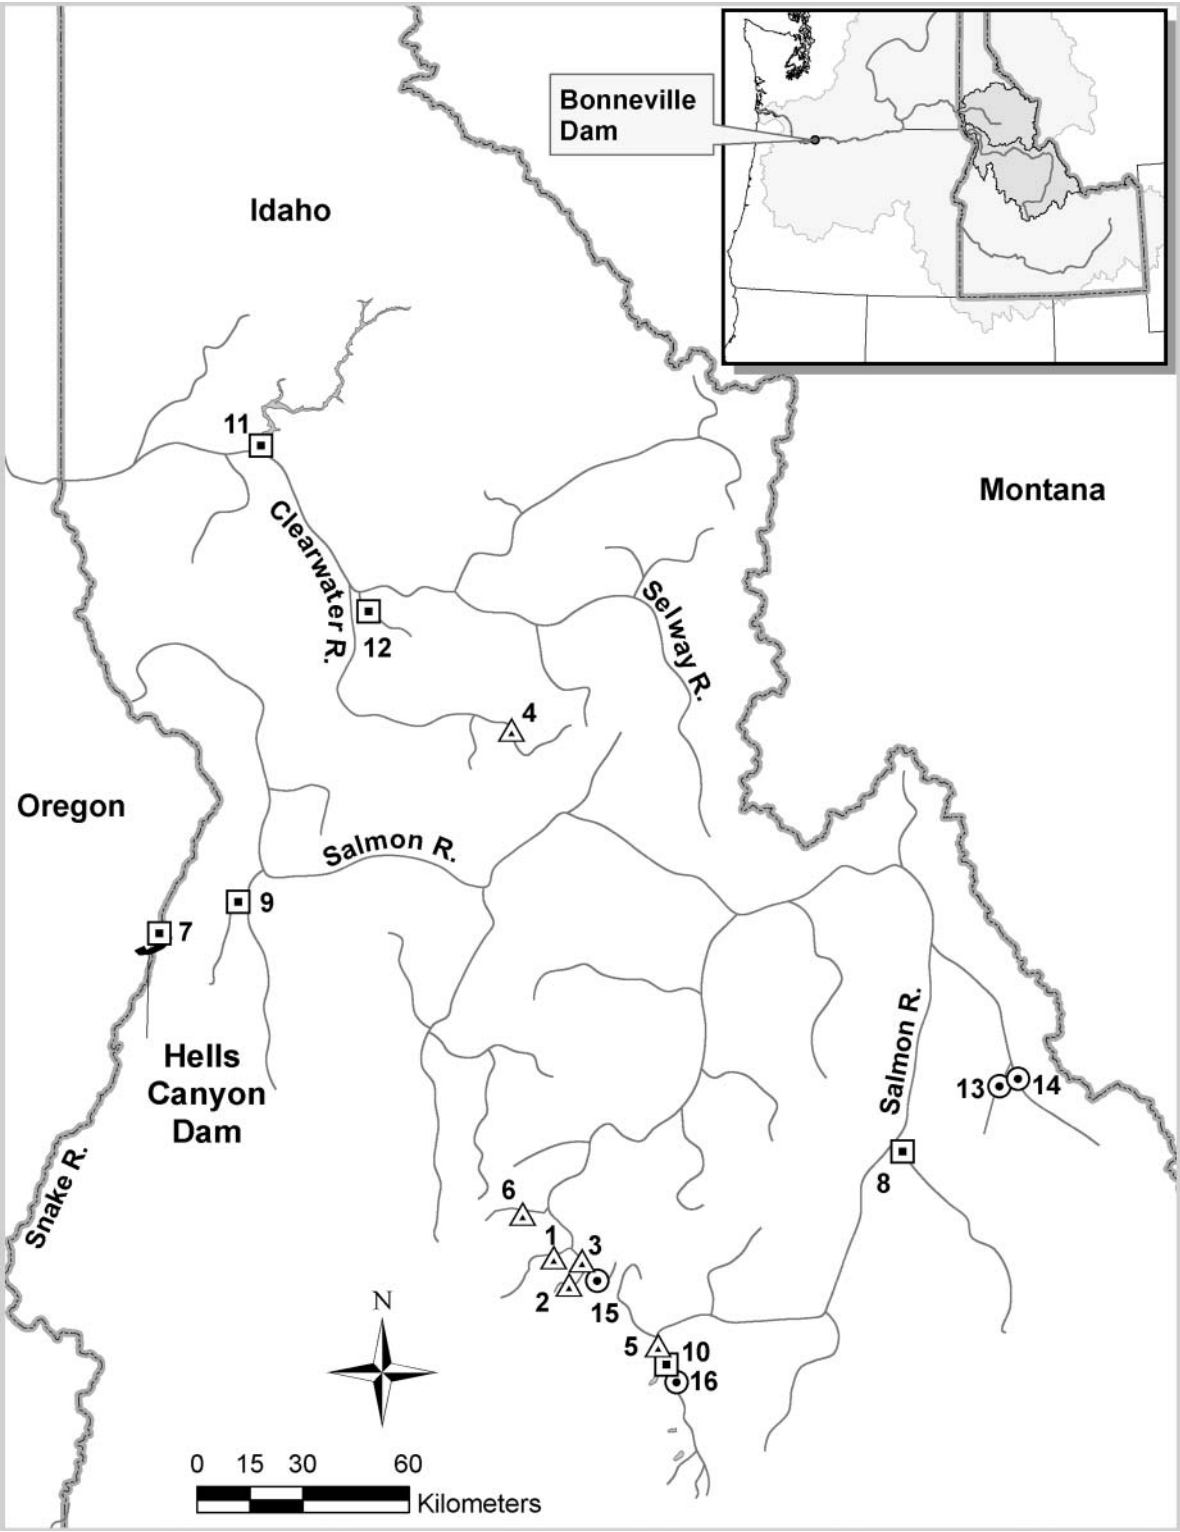 Bonneville
Dam
Idaho
11
Montana
Clearwater R.
Selway R.
12
4
Oregon
Salmon R.
9
7
Salmon R.
Hells
Canyon
Dam
13
14
8
Snake R.
6
1
3
2
15
N
5
10
16
0 15 30 60
Kilometers